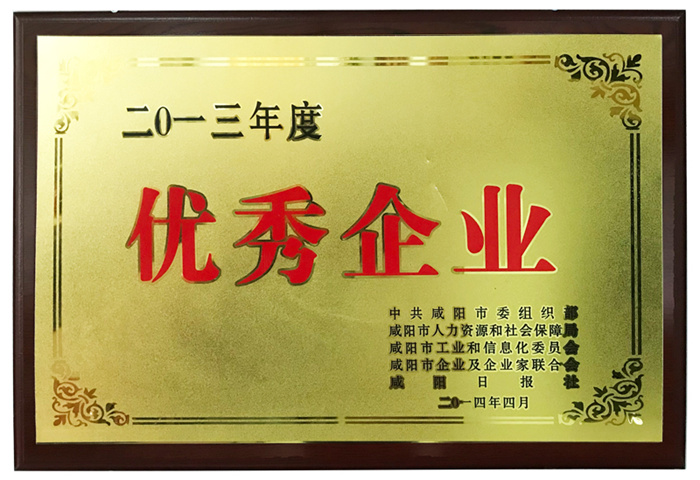 二0一三年度
优秀企业
中共咸阳市委组织部
咸阳市人力资源和社会保障局
咸阳市工业和信息化委员会
咸阳市企业及企业家联合会
咸阳日报社
二0一四年四月